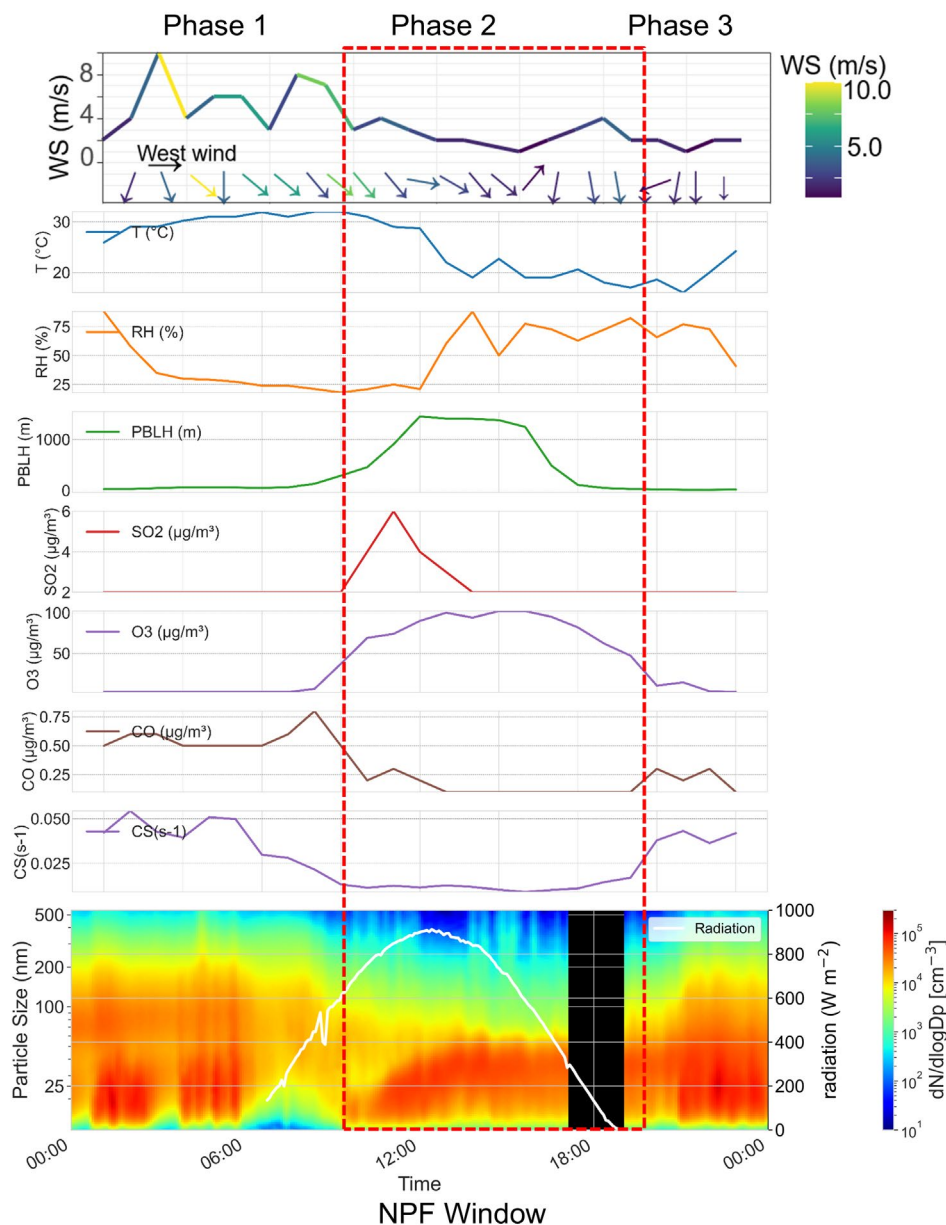 Phase 1 Phase 2 Phase 3
WS (m/s)
8
4
0
West wind
WS (m/s)
10.0
5.0
T (°C)
30
20
T (°C)
RH (%)
75
50
25
RH (%)
PBLH (m)
1000
0
PBLH (m)
SO2 (µg/m³)
6
4
2
SO2 (µg/m³)
O3 (µg/m³)
100
50
O3 (µg/m³)
CO (µg/m³)
0.75
0.50
0.25
CO (µg/m³)
CS(s-1)
0.050
0.025
CS(s-1)
Particle Size (nm)
500
200
100
25
Radiation
1000
800
600
400
200
0
radiation (W m⁻²)
10⁵
10⁴
10³
10²
10¹
dN/dlogDp [cm⁻³]
00:00 06:00 12:00 18:00 00:00
Time
NPF Window